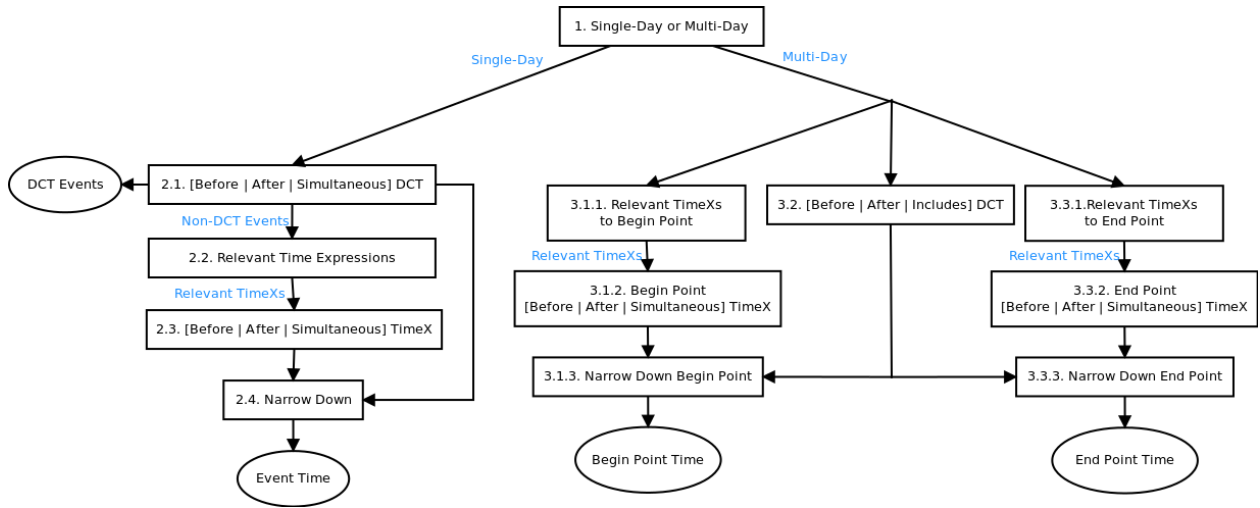 1. Single-Day or Multi-Day
Single-Day
Multi-Day
DCT Events
2.1. [Before | After | Simultaneous] DCT
Non-DCT Events
2.2. Relevant Time Expressions
Relevant TimeXs
2.3. [Before | After | Simultaneous] TimeX
2.4. Narrow Down
Event Time
3.1.1. Relevant TimeXs
to Begin Point
Relevant TimeXs
3.1.2. Begin Point
[Before | After | Simultaneous] TimeX
3.1.3. Narrow Down Begin Point
Begin Point Time
3.2. [Before | After | Includes] DCT
3.3.1.Relevant TimeXs
to End Point
Relevant TimeXs
3.3.2. End Point
[Before | After | Simultaneous] TimeX
3.3.3. Narrow Down End Point
End Point Time